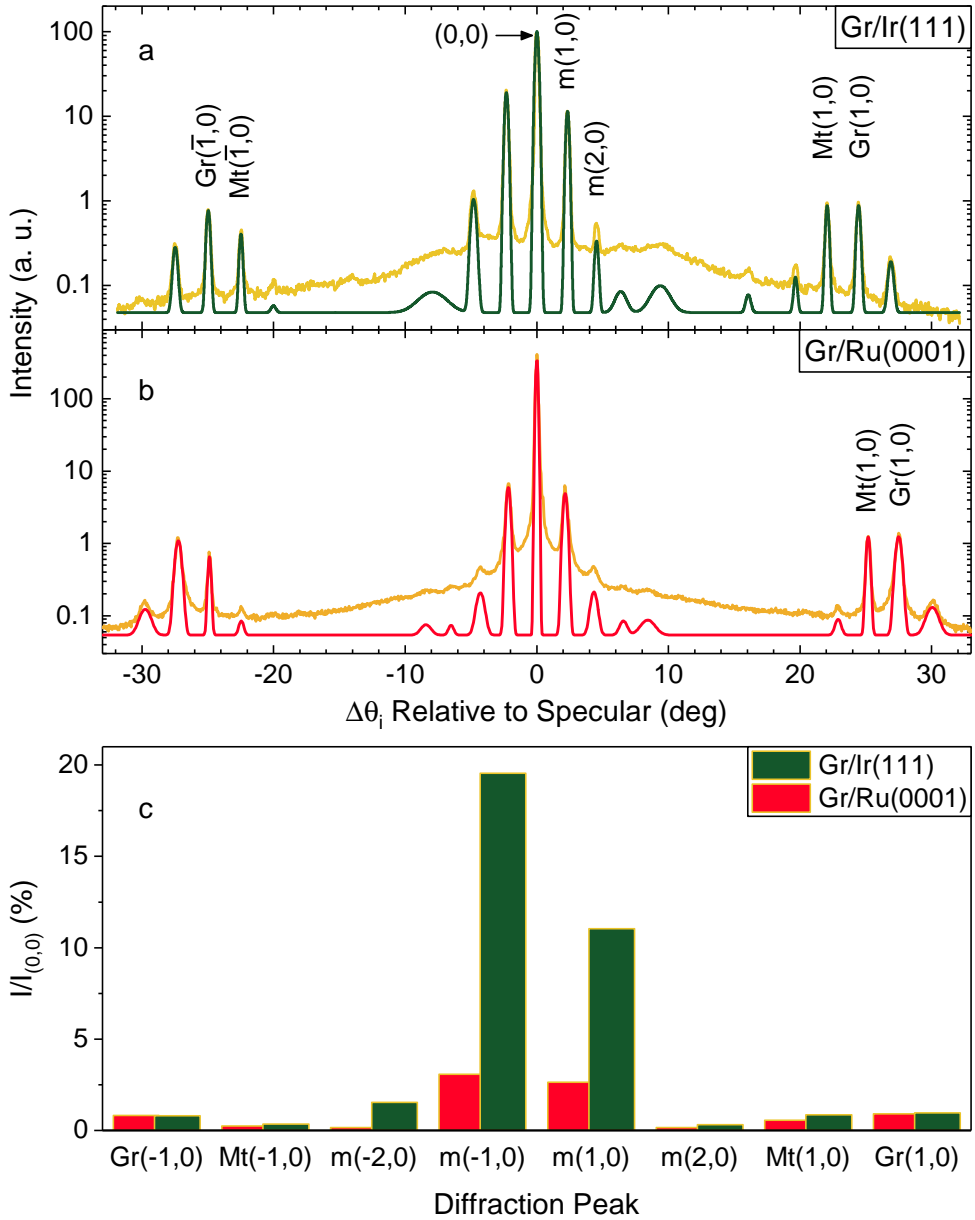 a
(0,0)
m(1,0)
m(2,0)
Gr(1̅,0)
Mt(1̅,0)
Mt(1,0)
Gr(1,0)
Gr/Ir(111)
100
10
1
0.1
Intensity (a. u.)
b
Gr/Ru(0001)
Mt(1,0)
Gr(1,0)
100
10
1
0.1
-30 -20 -10 0 10 20 30
Δθi Relative to Specular (deg)
c
Gr/Ir(111)
Gr/Ru(0001)
20
15
10
5
0
I/I(0,0) (%)
Gr(-1,0) Mt(-1,0) m(-2,0) m(-1,0) m(1,0) m(2,0) Mt(1,0) Gr(1,0)
Diffraction Peak